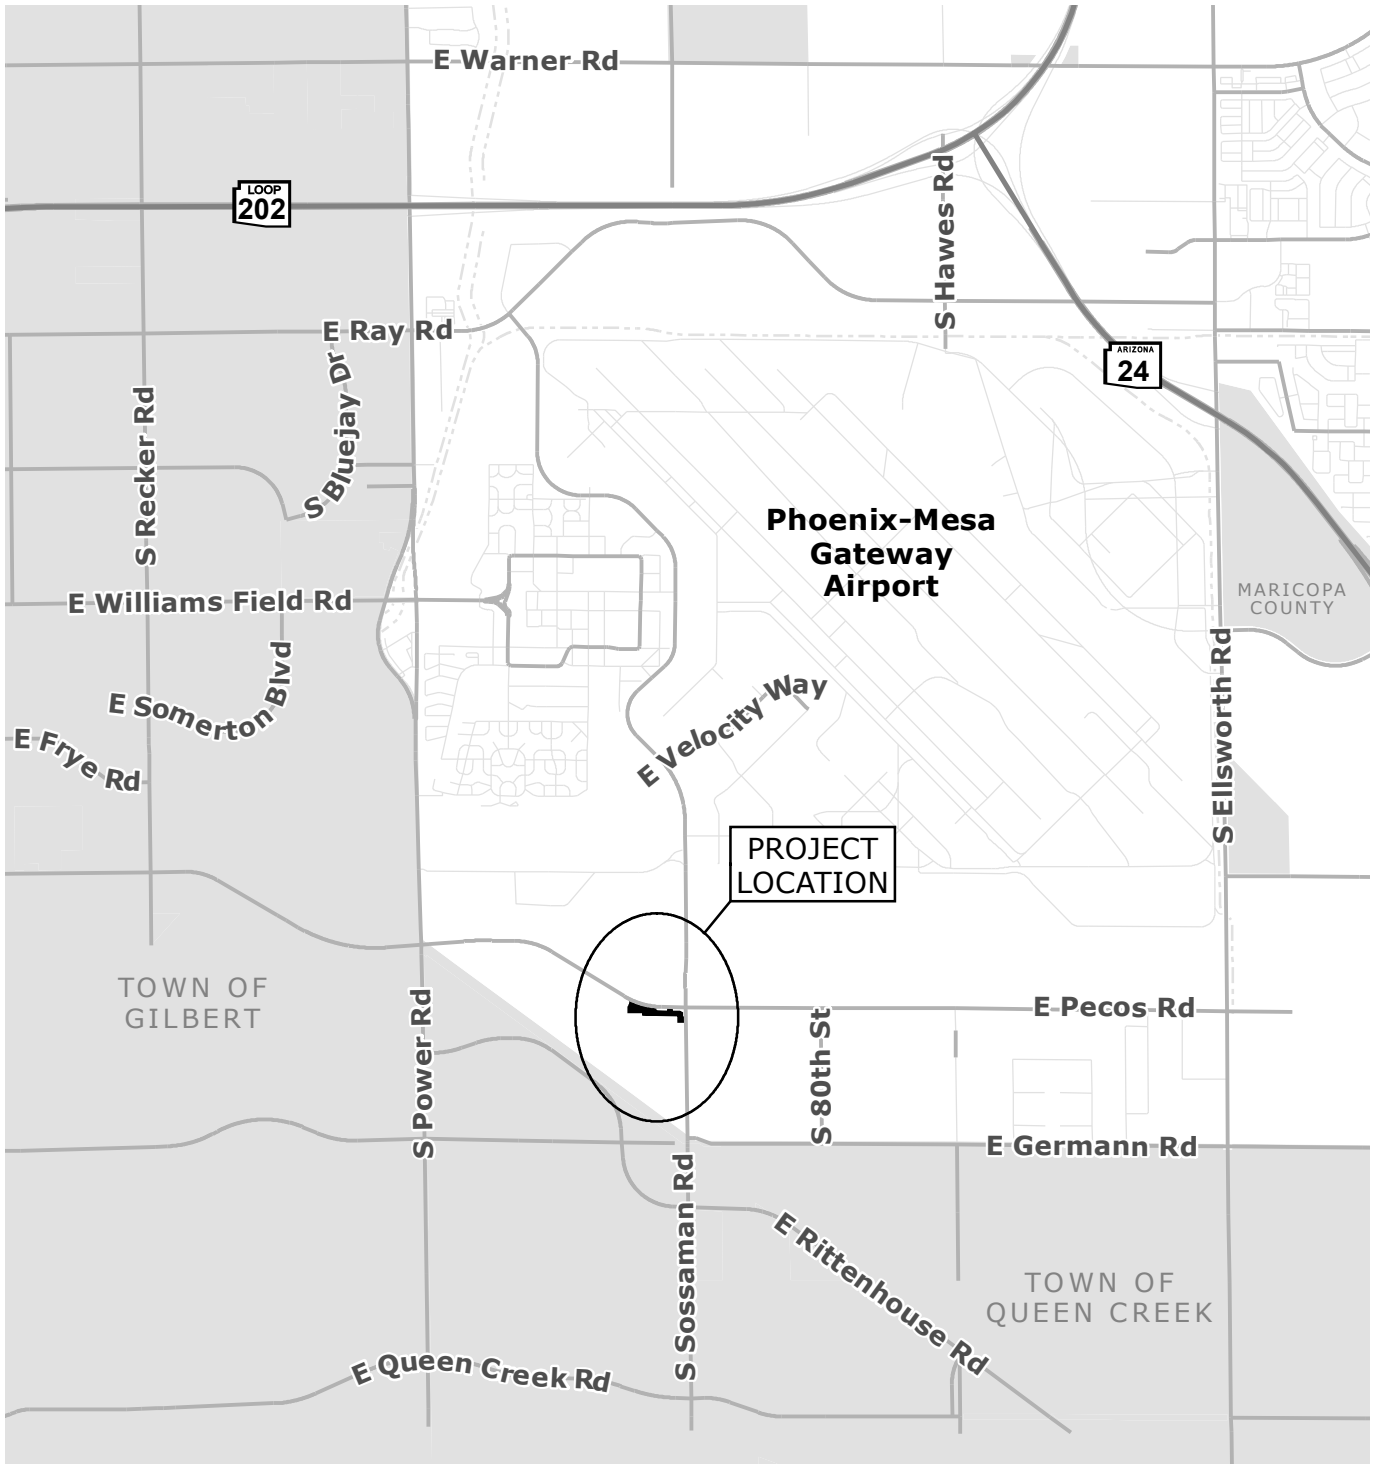 E Warner Rd
LOOP
202
S Hawes Rd
E Ray Rd
ARIZONA
24
S Bluejay Dr
S Recker Rd
Phoenix-Mesa
Gateway
Airport
MARICOPA
COUNTY
E Williams Field Rd
S Ellsworth Rd
E Somerton Blvd
E Velocity Way
E Frye Rd
PROJECT
LOCATION
TOWN OF
GILBERT
S Power Rd
E Pecos Rd
S 80th St
E Germann Rd
S Sossaman Rd
E Rittenhouse Rd
TOWN OF
QUEEN CREEK
E Queen Creek Rd